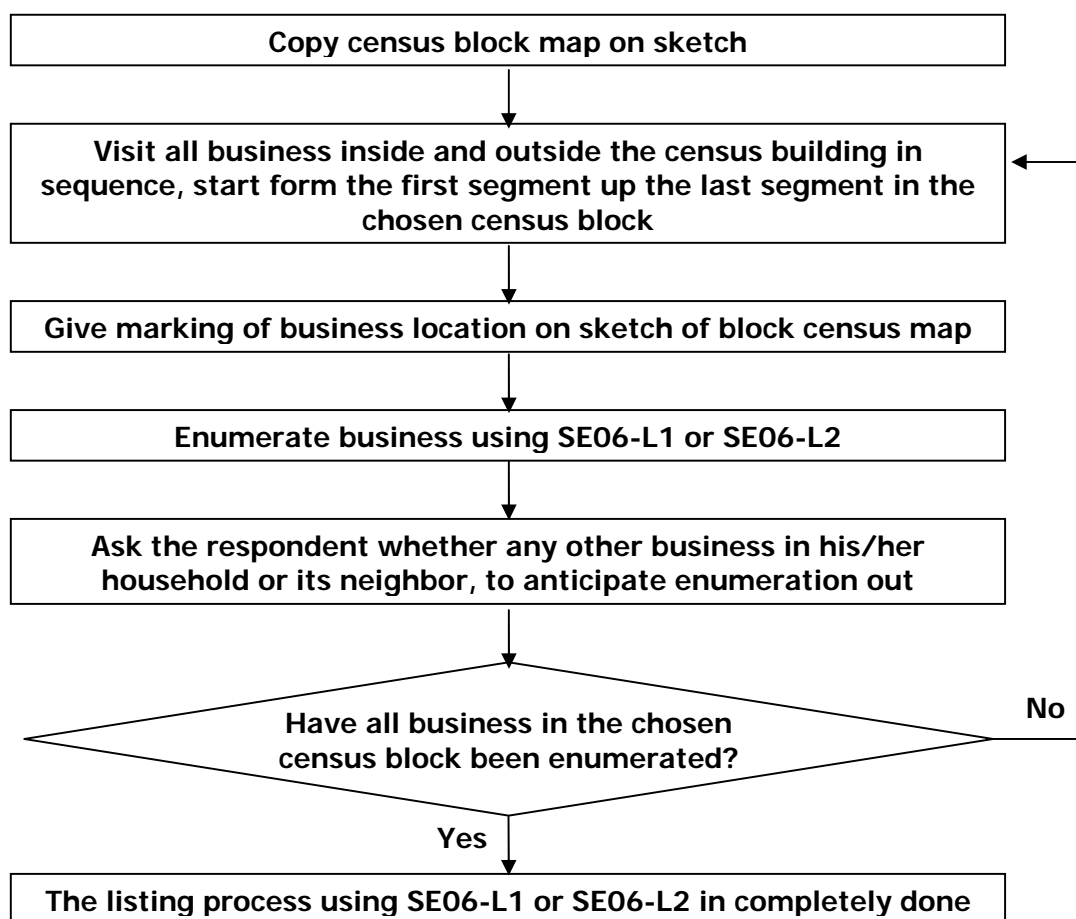 Copy census block map on sketch
Visit all business inside and outside the census building in
sequence, start form the first segment up the last segment in the
chosen census block
Give marking of business location on sketch of block census map
Enumerate business using SE06-L1 or SE06-L2
Ask the respondent whether any other business in his/her
household or its neighbor, to anticipate enumeration out
Have all business in the chosen
census block been enumerated?
No
Yes
The listing process using SE06-L1 or SE06-L2 in completely done